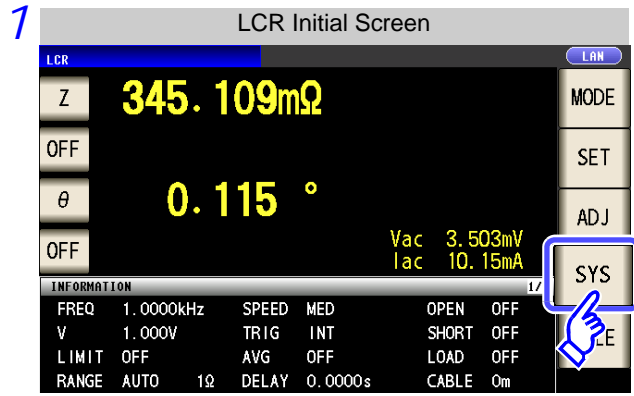 1
LCR Initial Screen
LCR
LAN
Z
345.109mΩ
MODE
OFF
SET
θ
0.115 °
ADJ
OFF
Vac 3.503mV
Iac 10.15mA
SYS
INFORMATION
1/
FREQ 1.0000kHz SPEED MED OPEN OFF
V 1.000V TRIG INT SHORT OFF
LIMIT OFF AVG OFF LOAD OFF
RANGE AUTO 1Ω DELAY 0.0000s CABLE 0m